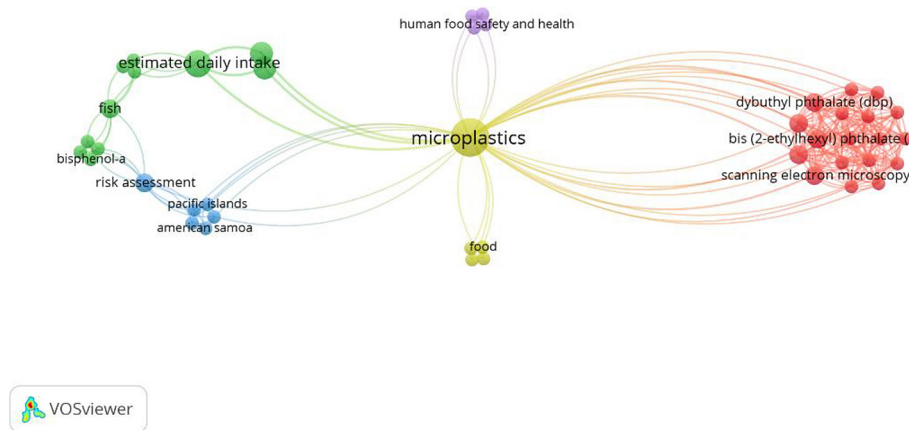 human food safety and health
estimated daily intake
dybuthyl phthalate (dbp)
fish
microplastics
bis (2-ethylhexyl) phthalate (
bisphenol-a
risk assessment
scanning electron microscopy
pacific islands
american samoa
food
VOSviewer